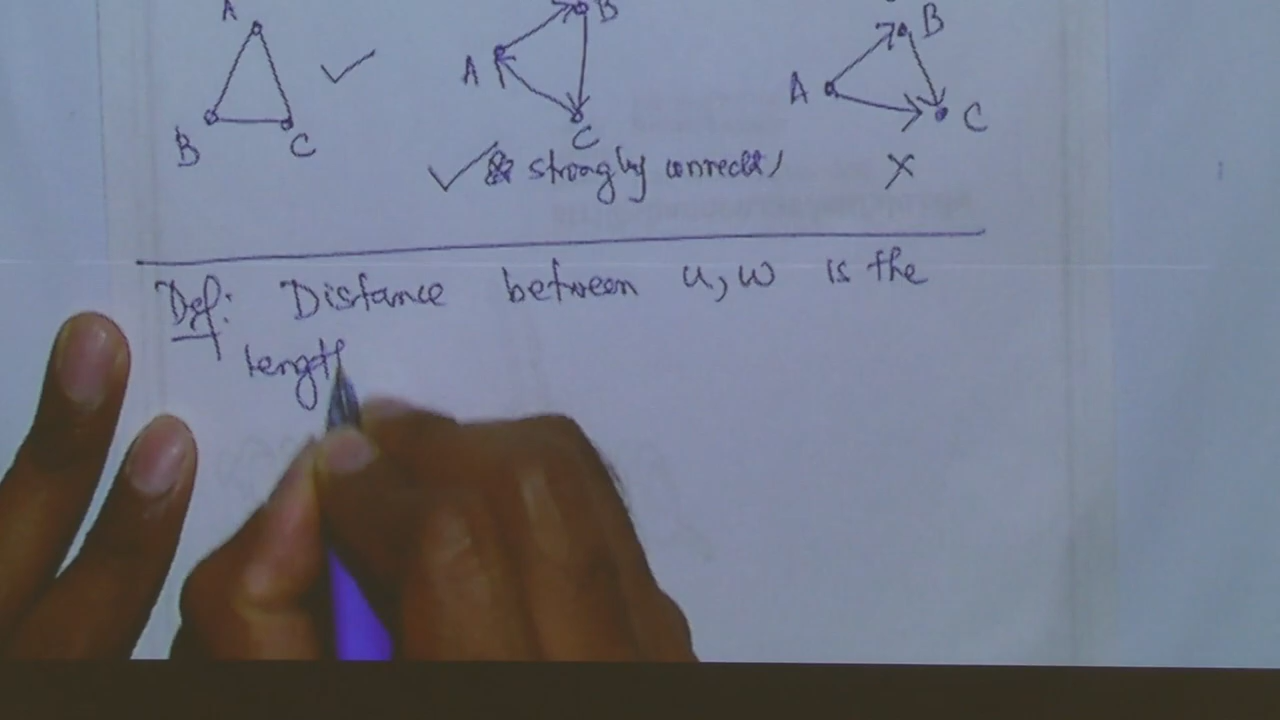 A B C
A B C
A B C
strongly connected
Def: Distance between u, w is the
length